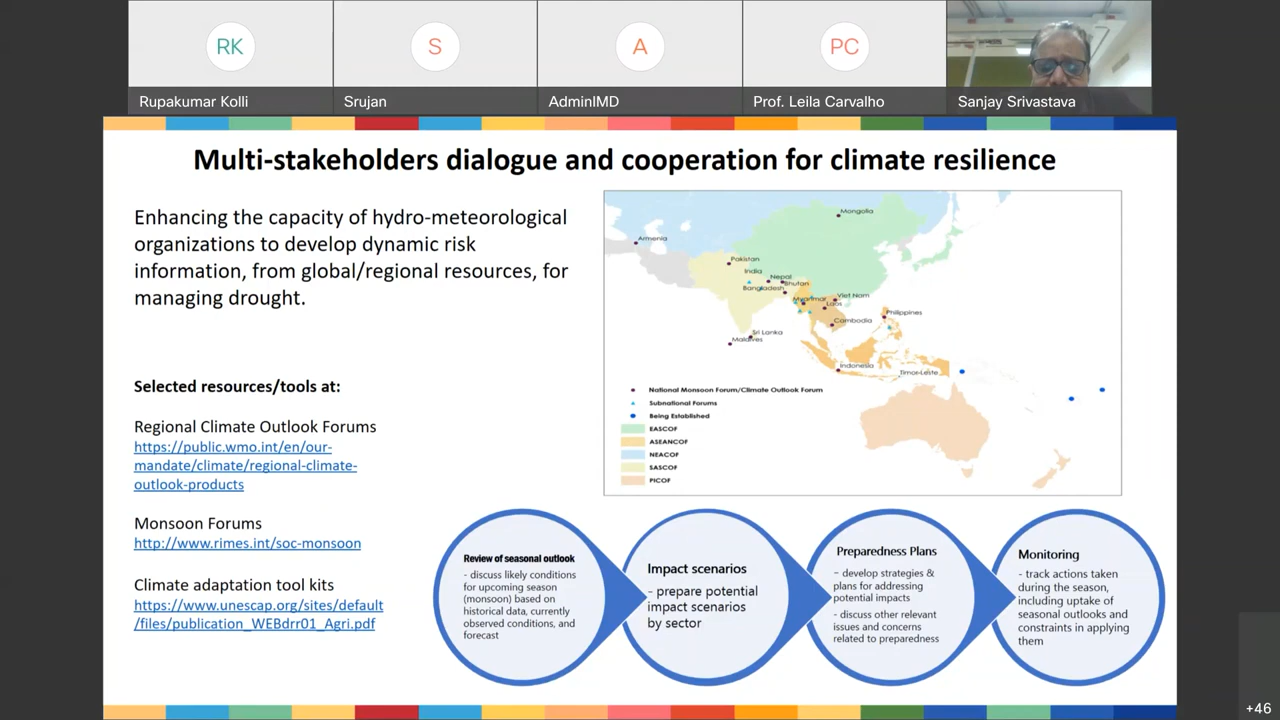 RK
S
A
PC
Rupakumar Kolli
Srujan
AdminIMD
Prof. Leila Carvalho
Sanjay Srivastava
Multi-stakeholders dialogue and cooperation for climate resilience
Enhancing the capacity of hydro-meteorological
organizations to develop dynamic risk
information, from global/regional resources, for
managing drought.
Selected resources/tools at:
Regional Climate Outlook Forums
https://public.wmo.int/en/our-
mandate/climate/regional-climate-
outlook-products
Monsoon Forums
http://www.rimes.int/soc-monsoon
Climate adaptation tool kits
https://www.unescap.org/sites/default
/files/publication_WEBdrr01_Agri.pdf
Mongolia
Armenia
Pakistan
India
Nepal
Bhutan
Bangladesh
Myanmar
Viet Nam
Laos
Philippines
Cambodia
Sri Lanka
Maldives
Indonesia
Timor-Leste
National Monsoon Forum/Climate Outlook Forum
Subnational Forums
Being Established
EASCOF
ASEANCOF
NEACOF
SASCOF
PICOF
Review of seasonal outlook
- discuss likely conditions
for upcoming season
(monsoon) based on
historical data, currently
observed conditions, and
forecast
Impact scenarios
- prepare potential
impact scenarios
by sector
Preparedness Plans
- develop strategies &
plans for addressing
potential impacts
- discuss other relevant
issues and concerns
related to preparedness
Monitoring
- track actions taken
during the season,
including uptake of
seasonal outlooks and
constraints in applying
them
+46